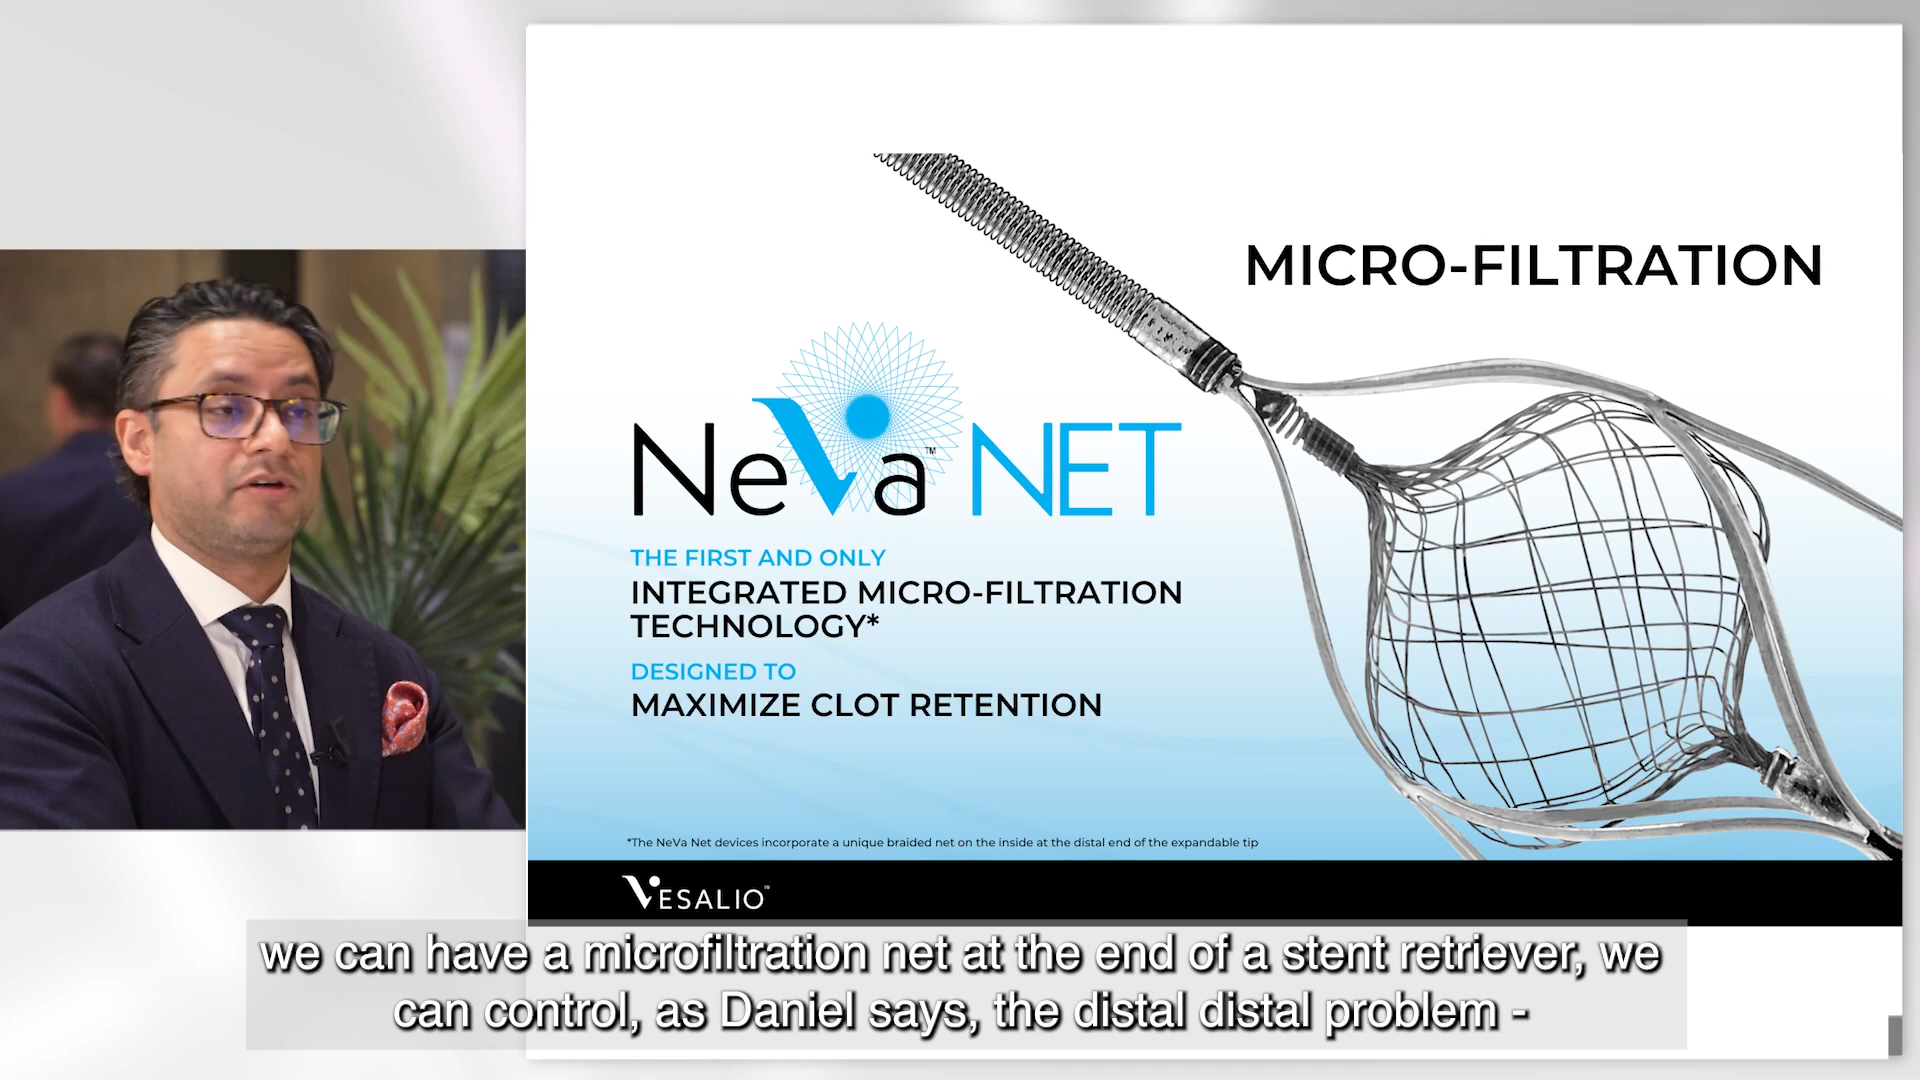 MICRO-FILTRATION
NeVa™ NET
THE FIRST AND ONLY
INTEGRATED MICRO-FILTRATION
TECHNOLOGY*
DESIGNED TO
MAXIMIZE CLOT RETENTION
*The NeVa Net devices incorporate a unique braided net on the inside at the distal end of the expandable tip
VESALIO™
we can have a microfiltration net at the end of a stent retriever, we
can control, as Daniel says, the distal distal problem -